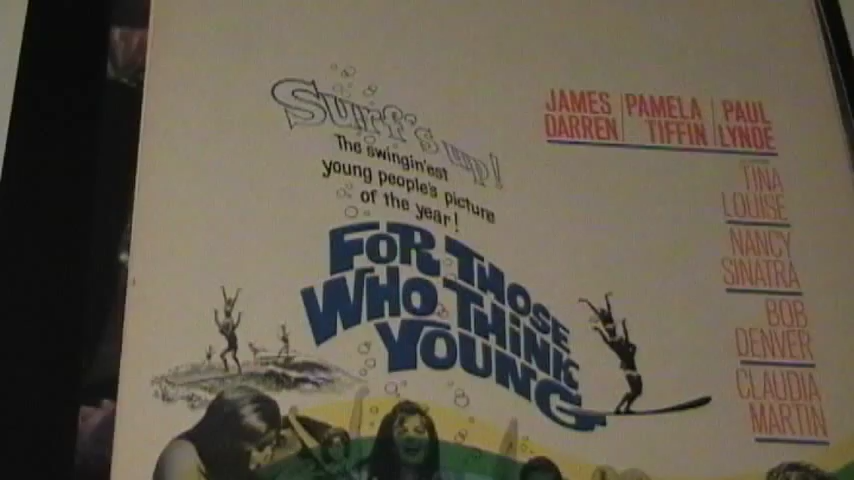 Surf's up!
The swingin'est
young people's picture
of the year!
FOR THOSE
WHO THINK
YOUNG
JAMES DARREN
PAMELA TIFFIN
PAUL LYNDE
TINA
LOUISE
NANCY
SINATRA
BOB
DENVER
CLAUDIA
MARTIN